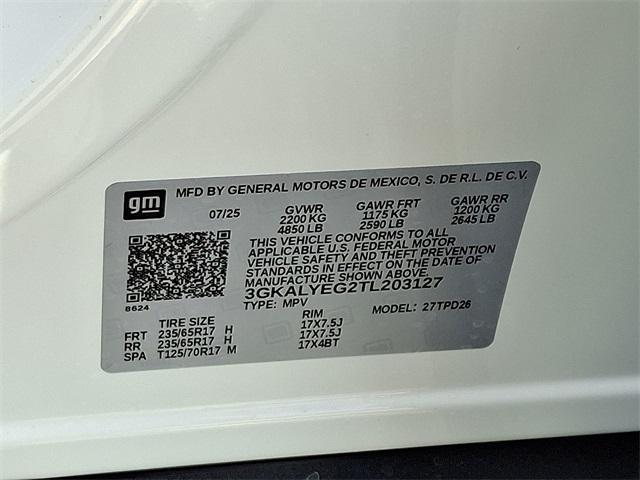 gm
MFD BY GENERAL MOTORS DE MEXICO, S. DE R.L. DE C.V.
07/25 GVWR GAWR FRT GAWR RR
2200 KG 1175 KG 1200 KG
4850 LB 2590 LB 2645 LB
THIS VEHICLE CONFORMS TO ALL
APPLICABLE U.S. FEDERAL MOTOR
VEHICLE SAFETY AND THEFT PREVENTION
STANDARDS IN EFFECT ON THE DATE OF
MANUFACTURE SHOWN ABOVE.
3GKALYEG2TL203127
8624
TYPE: MPV MODEL: 27TPD26
TIRE SIZE RIM
FRT 235/65R17 H 17X7.5J
RR 235/65R17 H 17X7.5J
SPA T125/70R17 M 17X4BT